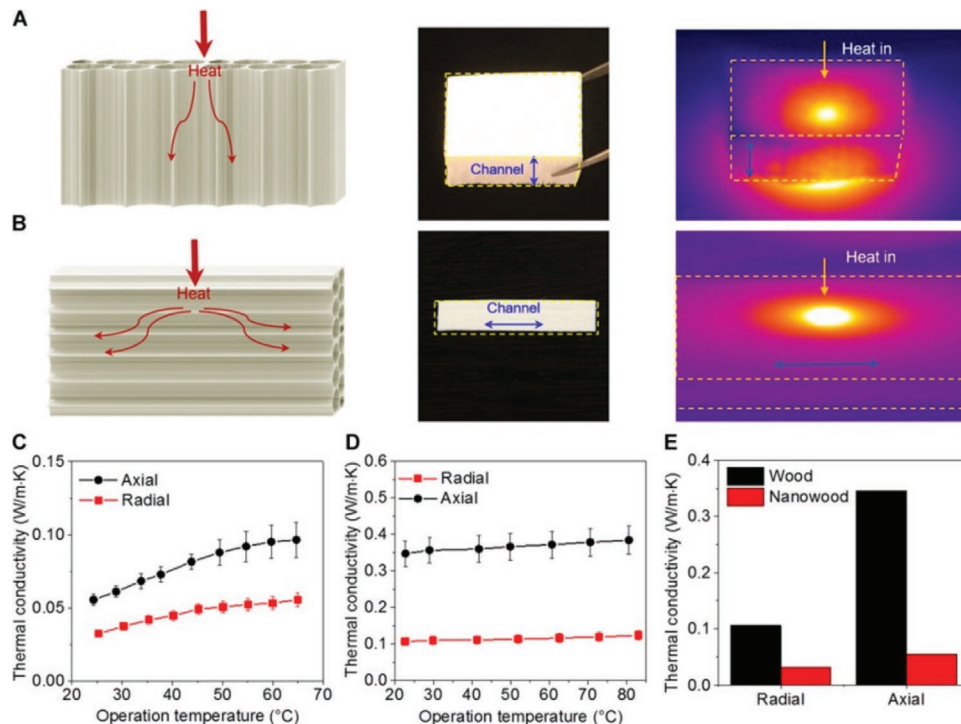 A
Heat
Channel
Heat in
B
Heat
Channel
Heat in
C
Thermal conductivity (W/m·K)
0.15
0.10
0.05
0.00
Axial
Radial
20 30 40 50 60 70
Operation temperature (°C)
D
Thermal conductivity (W/m·K)
0.6
0.5
0.4
0.3
0.2
0.1
0.0
Radial
Axial
20 30 40 50 60 70 80
Operation temperature (°C)
E
Thermal conductivity (W/m·K)
0.4
0.3
0.2
0.1
0.0
Wood
Nanowood
Radial Axial